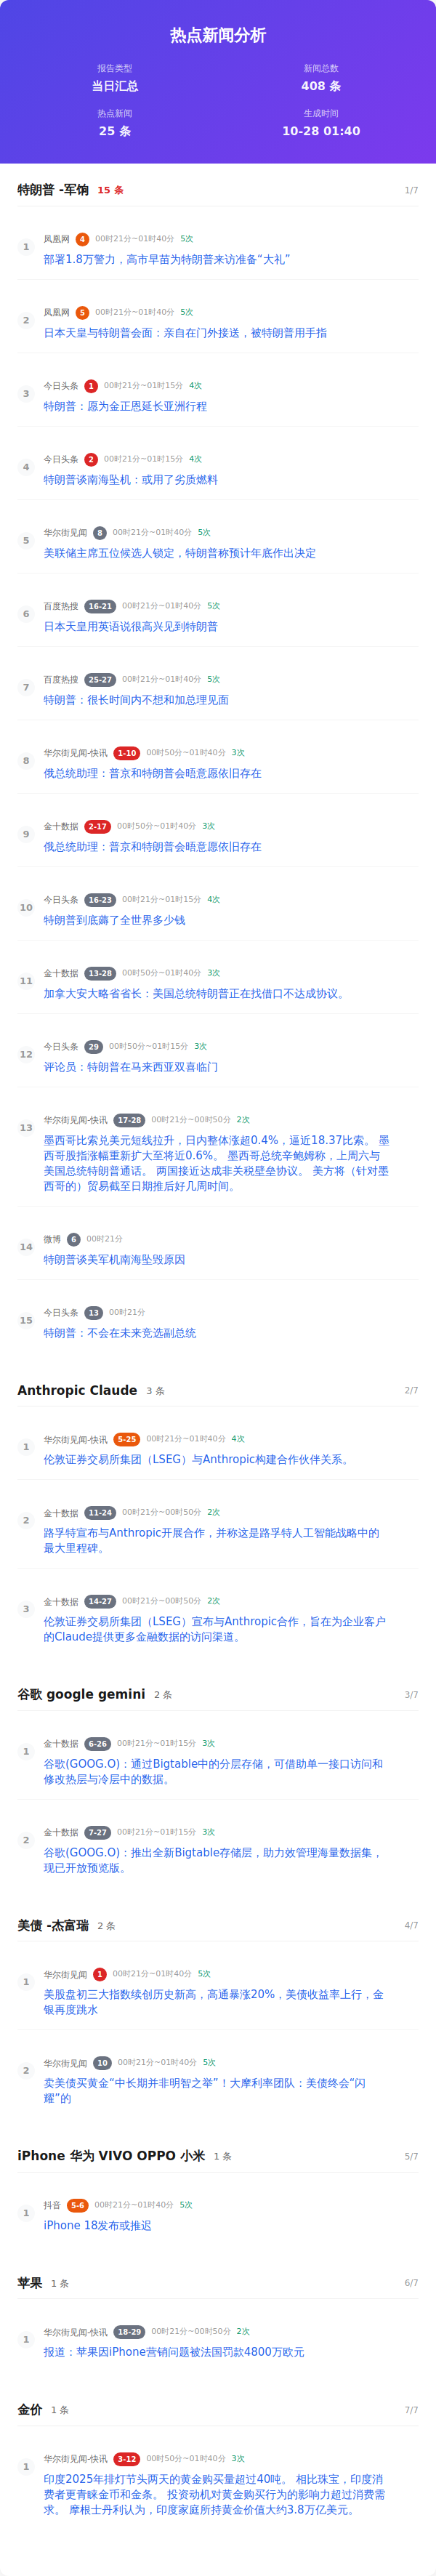 热点新闻分析
报告类型
当日汇总
新闻总数
408 条
热点新闻
25 条
生成时间
10-28 01:40
特朗普 -军饷 15 条 1/7
1
凤凰网 4 00时21分~01时40分 5次
部署1.8万警力，高市早苗为特朗普来访准备“大礼”
2
凤凰网 5 00时21分~01时40分 5次
日本天皇与特朗普会面：亲自在门外接送，被特朗普用手指
3
今日头条 1 00时21分~01时15分 4次
特朗普：愿为金正恩延长亚洲行程
4
今日头条 2 00时21分~01时15分 4次
特朗普谈南海坠机：或用了劣质燃料
5
华尔街见闻 8 00时21分~01时40分 5次
美联储主席五位候选人锁定，特朗普称预计年底作出决定
6
百度热搜 16-21 00时21分~01时40分 5次
日本天皇用英语说很高兴见到特朗普
7
百度热搜 25-27 00时21分~01时40分 5次
特朗普：很长时间内不想和加总理见面
8
华尔街见闻-快讯 1-10 00时50分~01时40分 3次
俄总统助理：普京和特朗普会晤意愿依旧存在
9
金十数据 2-17 00时50分~01时40分 3次
俄总统助理：普京和特朗普会晤意愿依旧存在
10
今日头条 16-23 00时21分~01时15分 4次
特朗普到底薅了全世界多少钱
11
金十数据 13-28 00时50分~01时40分 3次
加拿大安大略省省长：美国总统特朗普正在找借口不达成协议。
12
今日头条 29 00时50分~01时15分 3次
评论员：特朗普在马来西亚双喜临门
13
华尔街见闻-快讯 17-28 00时21分~00时50分 2次
墨西哥比索兑美元短线拉升，日内整体涨超0.4%，逼近18.37比索。 墨
西哥股指涨幅重新扩大至将近0.6%。 墨西哥总统辛鲍姆称，上周六与
美国总统特朗普通话。 两国接近达成非关税壁垒协议。 美方将（针对墨
西哥的）贸易截至日期推后好几周时间。
14
微博 6 00时21分
特朗普谈美军机南海坠毁原因
15
今日头条 13 00时21分
特朗普：不会在未来竞选副总统
Anthropic Claude 3 条 2/7
1
华尔街见闻-快讯 5-25 00时21分~01时40分 4次
伦敦证券交易所集团（LSEG）与Anthropic构建合作伙伴关系。
2
金十数据 11-24 00时21分~00时50分 2次
路孚特宣布与Anthropic开展合作，并称这是路孚特人工智能战略中的
最大里程碑。
3
金十数据 14-27 00时21分~00时50分 2次
伦敦证券交易所集团（LSEG）宣布与Anthropic合作，旨在为企业客户
的Claude提供更多金融数据的访问渠道。
谷歌 google gemini 2 条 3/7
1
金十数据 6-26 00时21分~01时15分 3次
谷歌(GOOG.O)：通过Bigtable中的分层存储，可借助单一接口访问和
修改热层与冷层中的数据。
2
金十数据 7-27 00时21分~01时15分 3次
谷歌(GOOG.O)：推出全新Bigtable存储层，助力效管理海量数据集，
现已开放预览版。
美债 -杰富瑞 2 条 4/7
1
华尔街见闻 1 00时21分~01时40分 5次
美股盘初三大指数续创历史新高，高通暴涨20%，美债收益率上行，金
银再度跳水
2
华尔街见闻 10 00时21分~01时40分 5次
卖美债买黄金“中长期并非明智之举”！大摩利率团队：美债终会“闪
耀”的
iPhone 华为 VIVO OPPO 小米 1 条 5/7
1
抖音 5-6 00时21分~01时40分 5次
iPhone 18发布或推迟
苹果 1 条 6/7
1
华尔街见闻-快讯 18-29 00时21分~00时50分 2次
报道：苹果因iPhone营销问题被法国罚款4800万欧元
金价 1 条 7/7
1
华尔街见闻-快讯 3-12 00时50分~01时40分 3次
印度2025年排灯节头两天的黄金购买量超过40吨。 相比珠宝，印度消
费者更青睐金币和金条。 投资动机对黄金购买行为的影响力超过消费需
求。 摩根士丹利认为，印度家庭所持黄金价值大约3.8万亿美元。